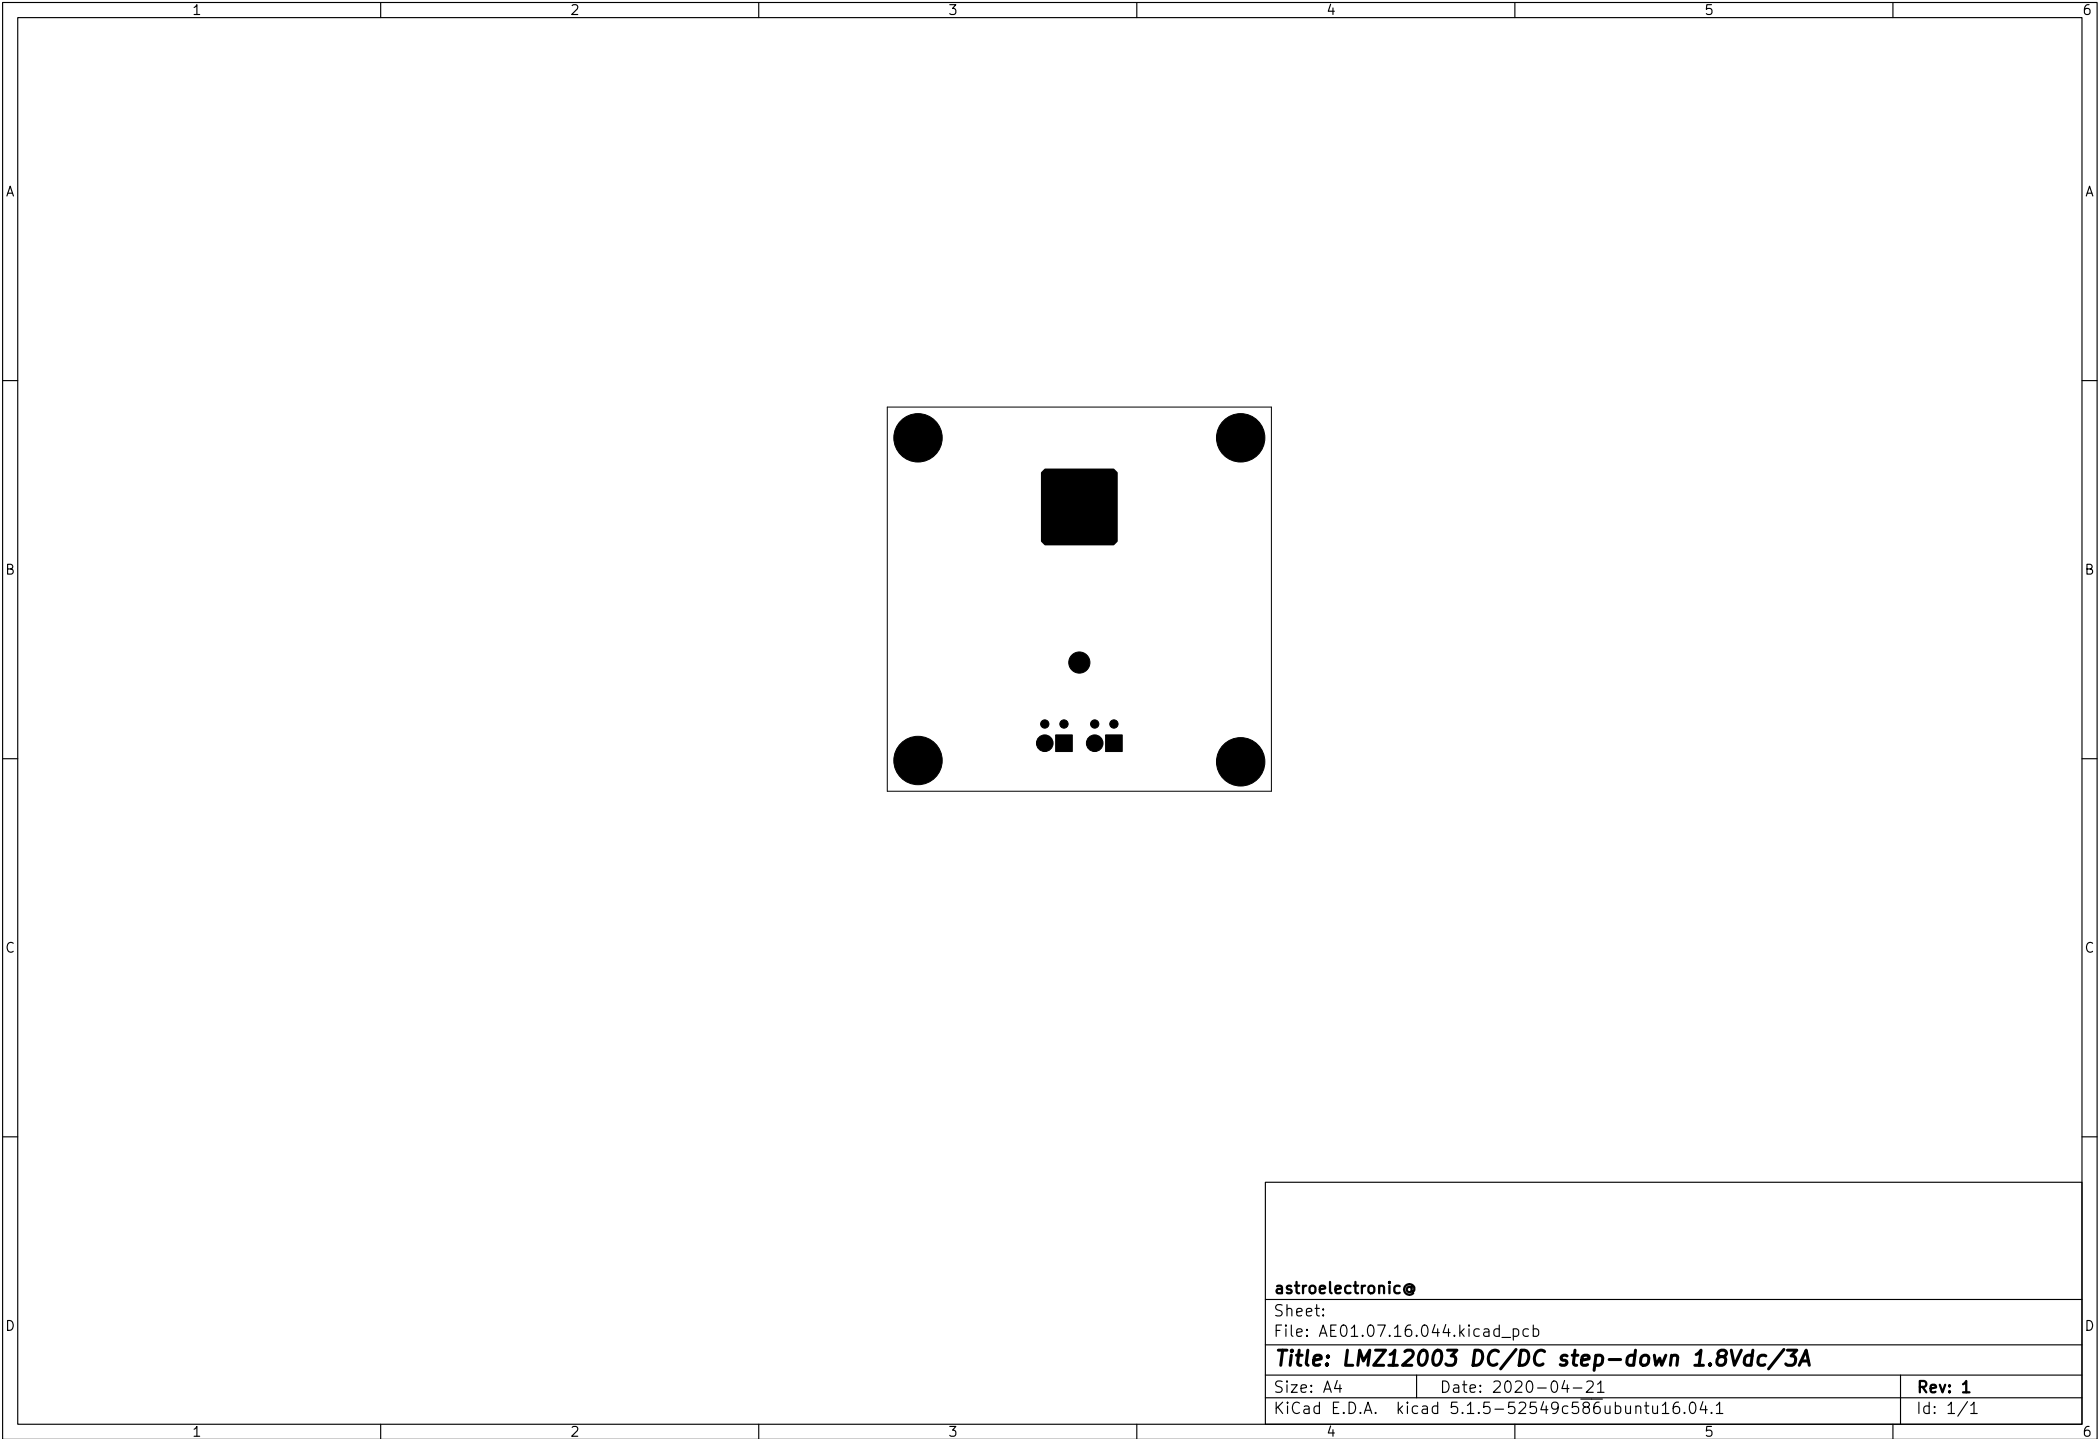 1 2 3 4 5 6
A A
B B
C C
astroelectronic@
Sheet:
D File: AE01.07.16.044.kicad_pcb D
Title: LMZ12003 DC/DC step-down 1.8Vdc/3A
Size: A4 Date: 2020-04-21 Rev: 1
KiCad E.D.A. kicad 5.1.5-52549c586ubuntu16.04.1 Id: 1/1
1 2 3 4 5 6